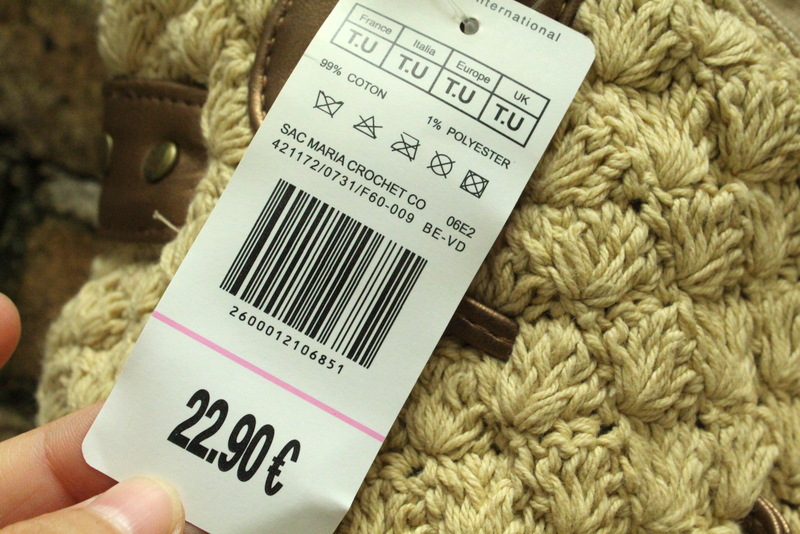 International
France Italia Europe UK
T.U T.U T.U T.U
99% COTON 1% POLYESTER
SAC MARIA CROCHET CO 06E2
421172/0731/F60-009 BE-VD
2600012106851
22.90 €